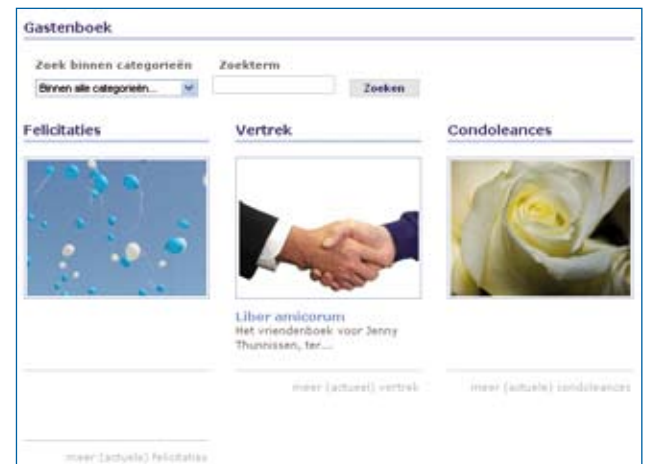 Gastenboek
Zoek binnen categorieën
Zoekterm
Binnen alle categorieën...
Zoeken
Felicitaties
Vertrek
Condoleances
Liber amicorum
Het vriendenboek voor Jenny
Thunnissen, ter...
meer (actueel) vertrek
meer (actuele) condoleances
meer (actuele) felicitaties